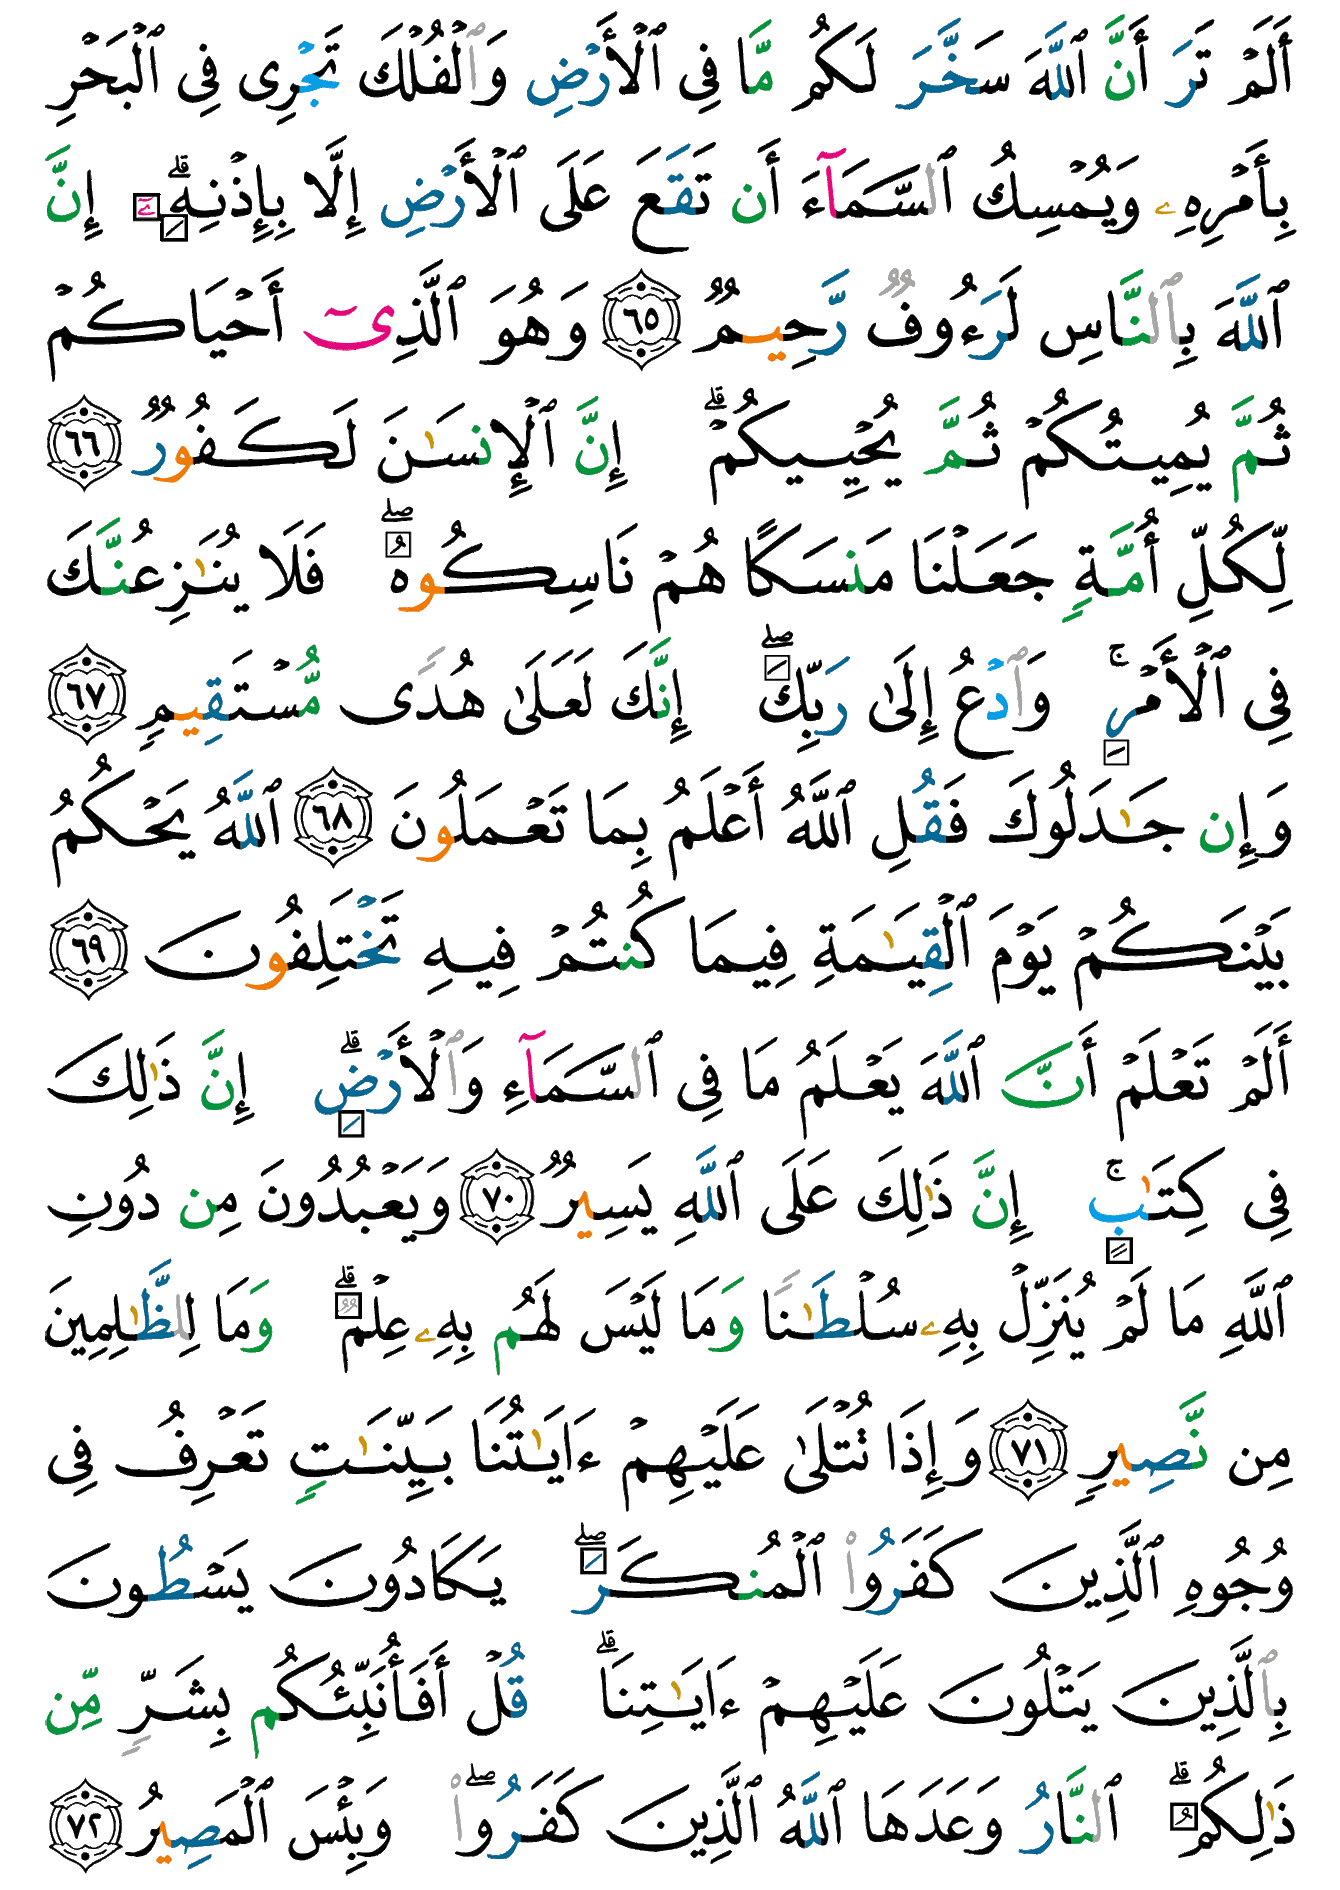 أَلَمْ تَرَ أَنَّ ٱللَّهَ سَخَّرَ لَكُم مَّا فِى ٱلْأَرْضِ وَٱلْفُلْكَ تَجْرِى فِى ٱلْبَحْرِ
بِأَمْرِهِۦ وَيُمْسِكُ ٱلسَّمَآءَ أَن تَقَعَ عَلَى ٱلْأَرْضِ إِلَّا بِإِذْنِهِۦٓ ۗ إِنَّ
ٱللَّهَ بِٱلنَّاسِ لَرَءُوفٌ رَّحِيمٌ ٦٥ وَهُوَ ٱلَّذِىٓ أَحْيَاكُمْ
ثُمَّ يُمِيتُكُمْ ثُمَّ يُحْيِيكُمْ ۗ إِنَّ ٱلْإِنسَـٰنَ لَكَفُورٌ ٦٦
لِّكُلِّ أُمَّةٍ جَعَلْنَا مَنسَكًا هُمْ نَاسِكُوهُ ۖ فَلَا يُنَـٰزِعُنَّكَ
فِى ٱلْأَمْرِ ۚ وَٱدْعُ إِلَىٰ رَبِّكَ ۖ إِنَّكَ لَعَلَىٰ هُدًى مُّسْتَقِيمٍ ٦٧
وَإِن جَـٰدَلُوكَ فَقُلِ ٱللَّهُ أَعْلَمُ بِمَا تَعْمَلُونَ ٦٨ ٱللَّهُ يَحْكُمُ
بَيْنَكُمْ يَوْمَ ٱلْقِيَـٰمَةِ فِيمَا كُنتُمْ فِيهِ تَخْتَلِفُونَ ٦٩
أَلَمْ تَعْلَمْ أَنَّ ٱللَّهَ يَعْلَمُ مَا فِى ٱلسَّمَآءِ وَٱلْأَرْضِ ۗ إِنَّ ذَٰلِكَ
فِى كِتَـٰبٍ ۚ إِنَّ ذَٰلِكَ عَلَى ٱللَّهِ يَسِيرٌ ٧٠ وَيَعْبُدُونَ مِن دُونِ
ٱللَّهِ مَا لَمْ يُنَزِّلْ بِهِۦ سُلْطَـٰنًا وَمَا لَيْسَ لَهُم بِهِۦ عِلْمٌ ۗ وَمَا لِلظَّـٰلِمِينَ
مِن نَّصِيرٍ ٧١ وَإِذَا تُتْلَىٰ عَلَيْهِمْ ءَايَـٰتُنَا بَيِّنَـٰتٍ تَعْرِفُ فِى
وُجُوهِ ٱلَّذِينَ كَفَرُوا۟ ٱلْمُنكَرَ ۖ يَكَادُونَ يَسْطُونَ
بِٱلَّذِينَ يَتْلُونَ عَلَيْهِمْ ءَايَـٰتِنَا ۗ قُلْ أَفَأُنَبِّئُكُم بِشَرٍّ مِّن
ذَٰلِكُمُ ۗ ٱلنَّارُ وَعَدَهَا ٱللَّهُ ٱلَّذِينَ كَفَرُوا۟ ۖ وَبِئْسَ ٱلْمَصِيرُ ٧٢